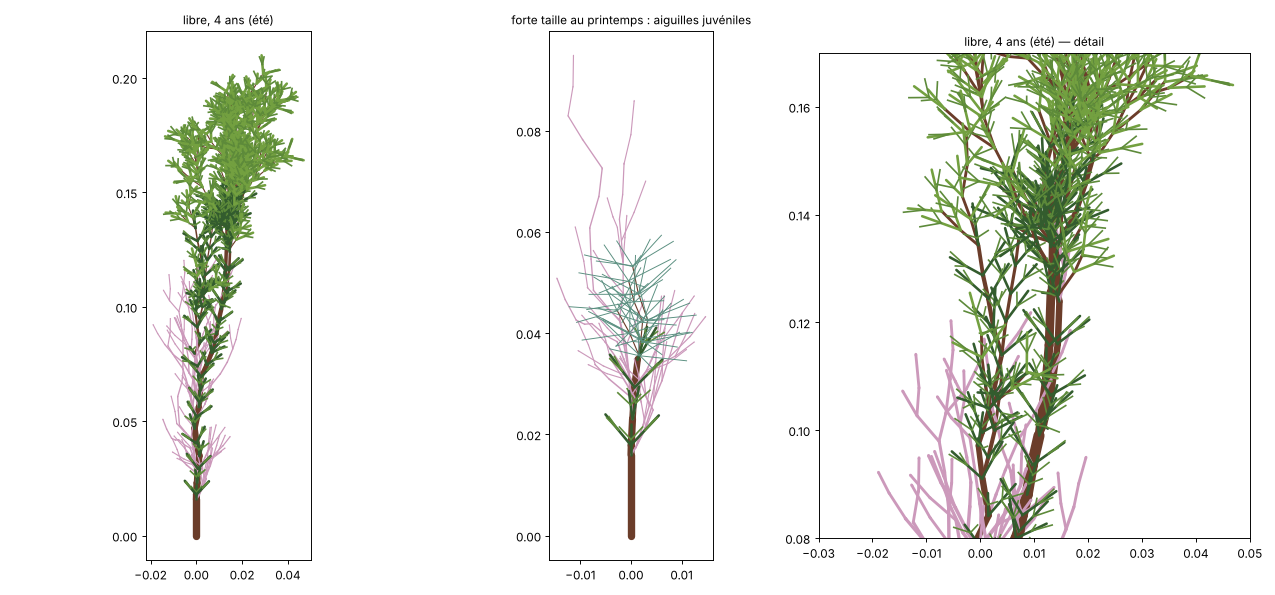 libre, 4 ans (été)
0.20
0.15
0.10
0.05
0.00
−0.02 0.00 0.02 0.04
forte taille au printemps : aiguilles juvéniles
0.08
0.06
0.04
0.02
0.00
−0.01 0.00 0.01
libre, 4 ans (été) — détail
0.16
0.14
0.12
0.10
0.08
−0.03 −0.02 −0.01 0.00 0.01 0.02 0.03 0.04 0.05